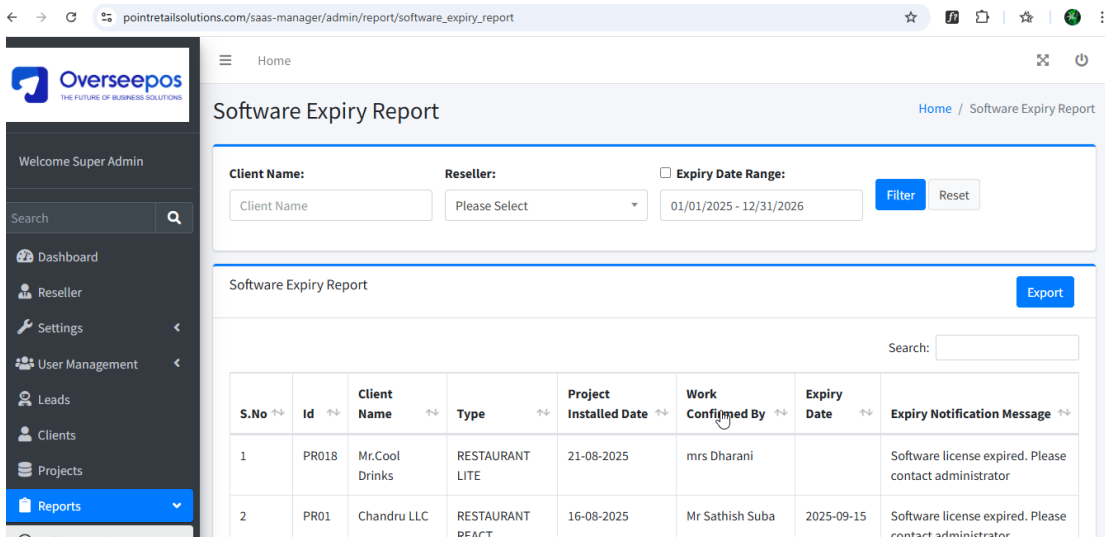 pointretailsolutions.com/saas-manager/admin/report/software_expiry_report
Overseepos
THE FUTURE OF BUSINESS SOLUTIONS
Home
Software Expiry Report
Home / Software Expiry Report
Welcome Super Admin
Search
Dashboard
Reseller
Settings
User Management
Leads
Clients
Projects
Reports
Client Name:
Client Name
Reseller:
Please Select
Expiry Date Range:
01/01/2025 - 12/31/2026
Filter
Reset
Software Expiry Report
Export
Search:
S.No
Id
Client
Name
Type
Project
Installed Date
Work
Confirmed By
Expiry
Date
Expiry Notification Message
1
PR018
Mr.Cool
Drinks
RESTAURANT
LITE
21-08-2025
mrs Dharani
Software license expired. Please
contact administrator
2
PR01
Chandru LLC
RESTAURANT
REACT
16-08-2025
Mr Sathish Suba
2025-09-15
Software license expired. Please
contact administrator